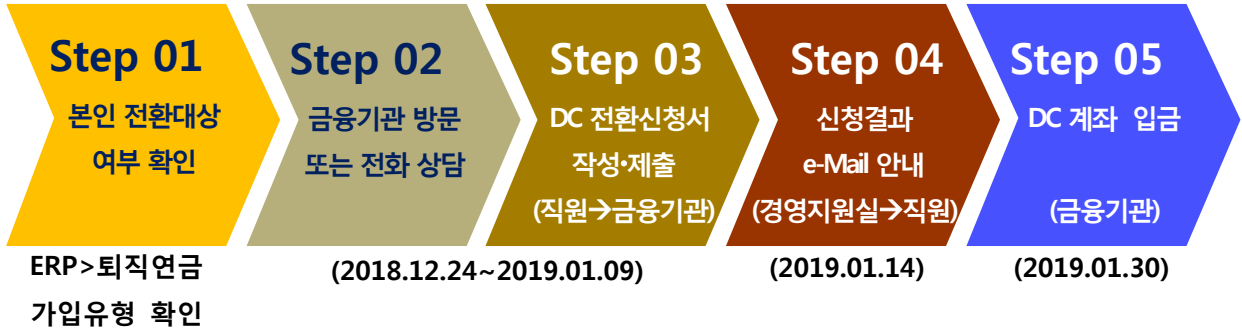 Step 01
본인 전환대상
여부 확인
Step 02
금융기관 방문
또는 전화 상담
Step 03
DC 전환신청서
작성•제출
(직원→금융기관)
Step 04
신청결과
e-Mail 안내
(경영지원실→직원)
Step 05
DC 계좌 입금
(금융기관)
ERP>퇴직연금
가입유형 확인
(2018.12.24~2019.01.09)
(2019.01.14)
(2019.01.30)